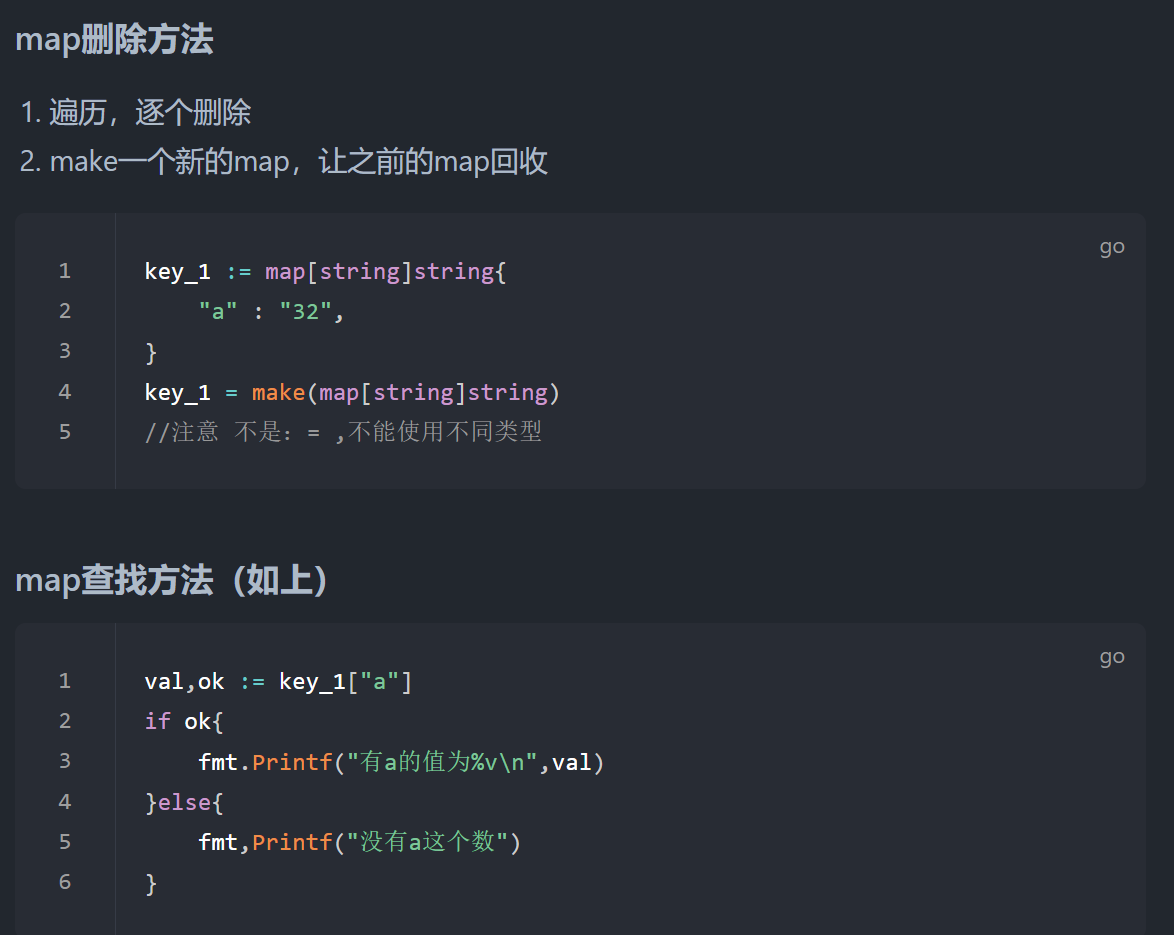 map删除方法
1. 遍历，逐个删除
2. make一个新的map，让之前的map回收
go
1 key_1 := map[string]string{
2     "a" : "32",
3 }
4 key_1 = make(map[string]string)
5 //注意 不是：= ,不能使用不同类型
map查找方法（如上）
go
1 val,ok := key_1["a"]
2 if ok{
3     fmt.Printf("有a的值为%v\n",val)
4 }else{
5     fmt,Printf("没有a这个数")
6 }